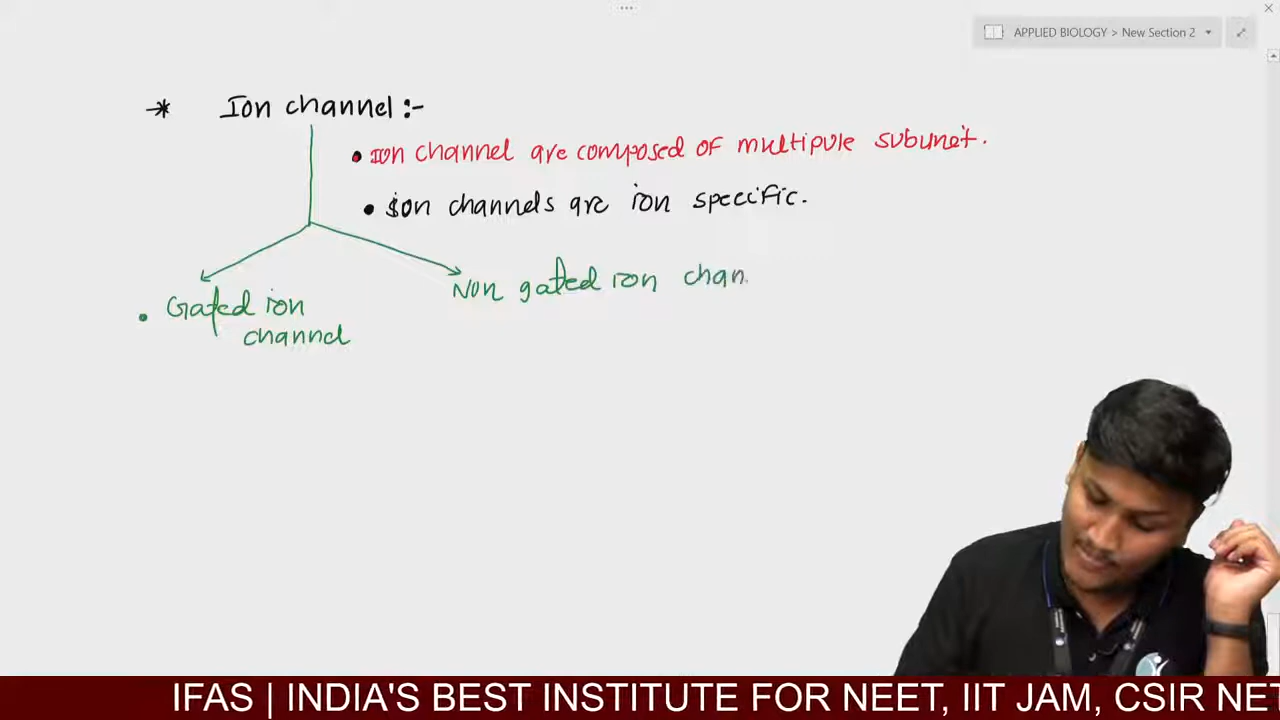 APPLIED BIOLOGY > New Section 2
Ion channel :-
• Ion channel are composed of multipule subunet.
• ion channels are ion specific.
• Gated ion
channel
Non gated ion chan
IFAS | INDIA'S BEST INSTITUTE FOR NEET, IIT JAM, CSIR NET